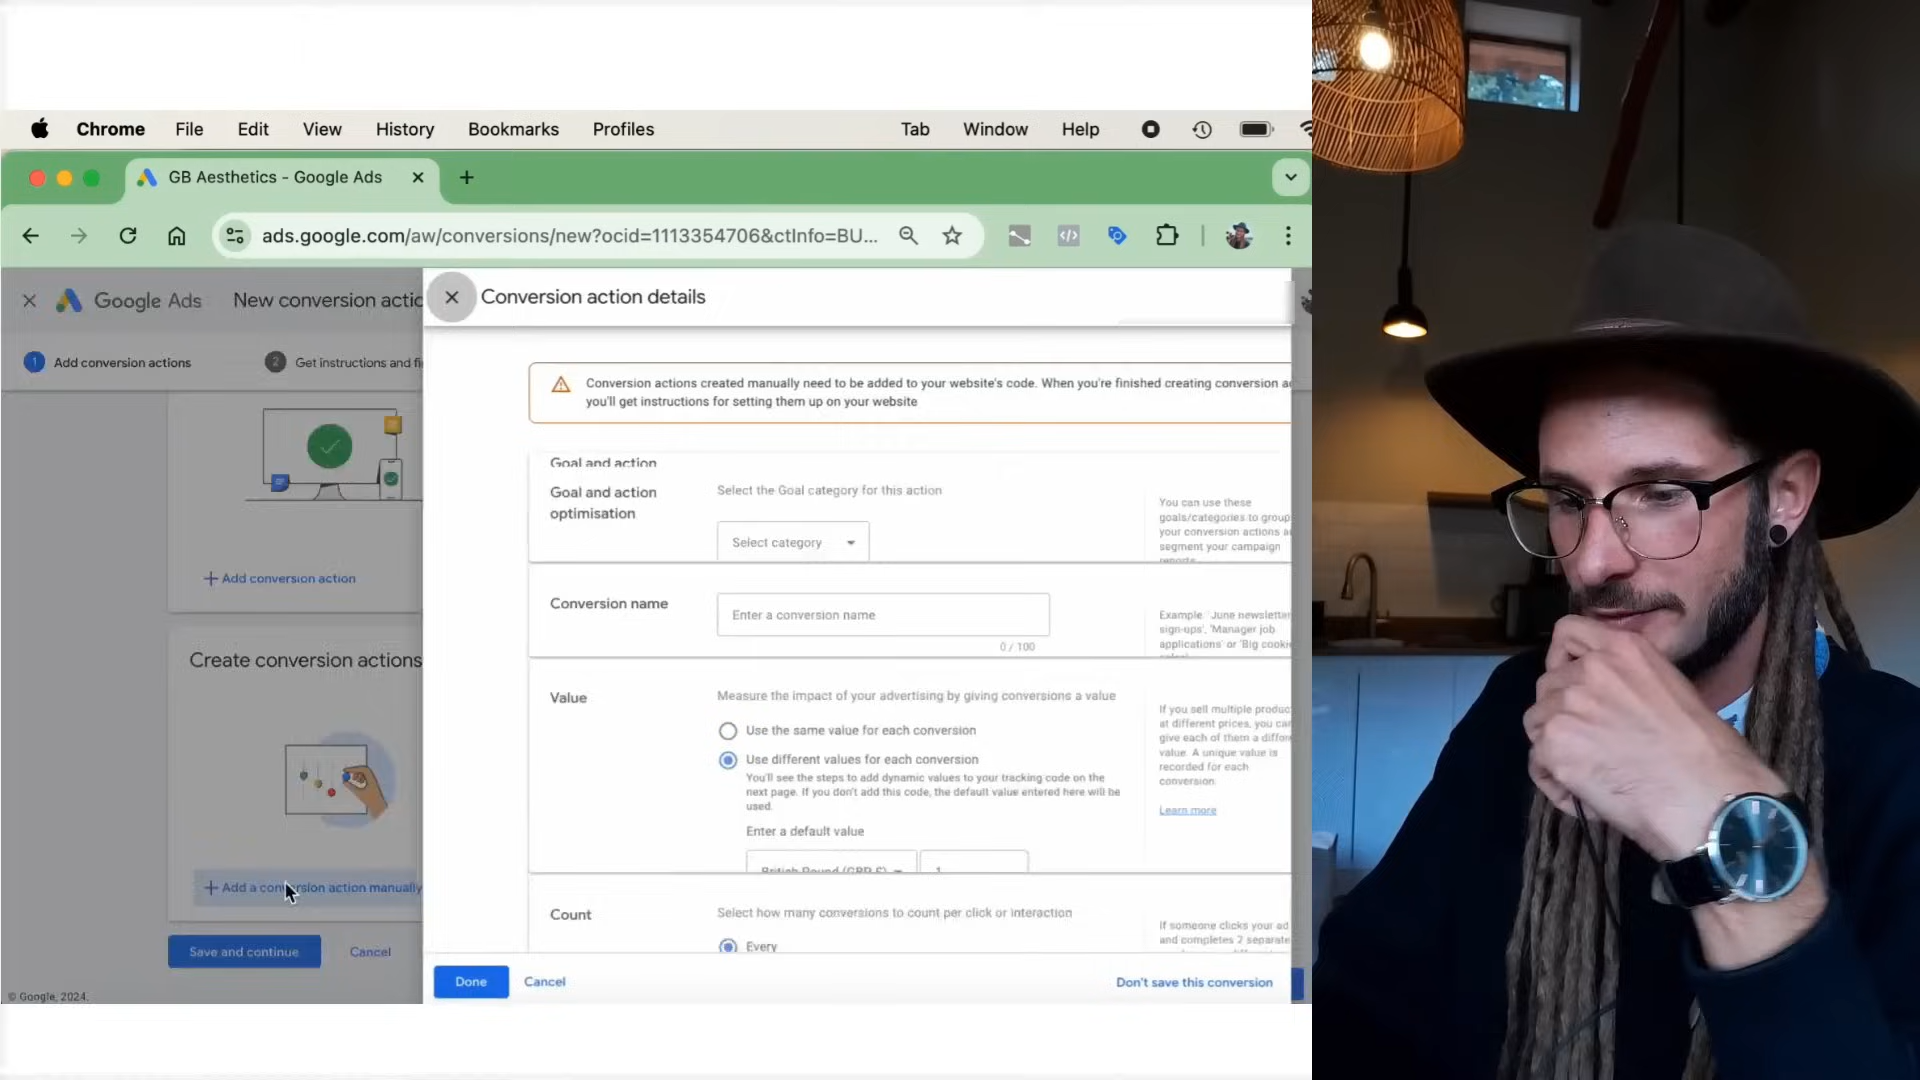 Chrome File Edit View History Bookmarks Profiles Tab Window Help
GB Aesthetics - Google Ads
ads.google.com/aw/conversions/new?ocid=1113354706&ctInfo=BU...
Google Ads New conversion actic
Conversion action details
1 Add conversion actions
2 Get instructions and fi
Conversion actions created manually need to be added to your website's code. When you're finished creating conversion a
you'll get instructions for setting them up on your website
Goal and action
Goal and action
optimisation
Select the Goal category for this action
Select category
You can use these
goals/categories to group
your conversion actions a
segment your campaign
reports
+ Add conversion action
Conversion name
Enter a conversion name
0 / 100
Example: 'June newsletter
sign-ups', 'Manager job
applications' or 'Big cooki
Create conversion actions
Value
Measure the impact of your advertising by giving conversions a value
Use the same value for each conversion
Use different values for each conversion
You'll see the steps to add dynamic values to your tracking code on the
next page. If you don't add this code, the default value entered here will be
used.
Enter a default value
British Pound (GBP £)
1
If you sell multiple produc
at different prices, you can
give each of them a differ
value. A unique value is
recorded for each
conversion.
Learn more
+ Add a conversion action manually
Count
Select how many conversions to count per click or interaction
Every
If someone clicks your ad
and completes 2 separate
Save and continue
Cancel
Done
Cancel
Don't save this conversion
© Google, 2024.